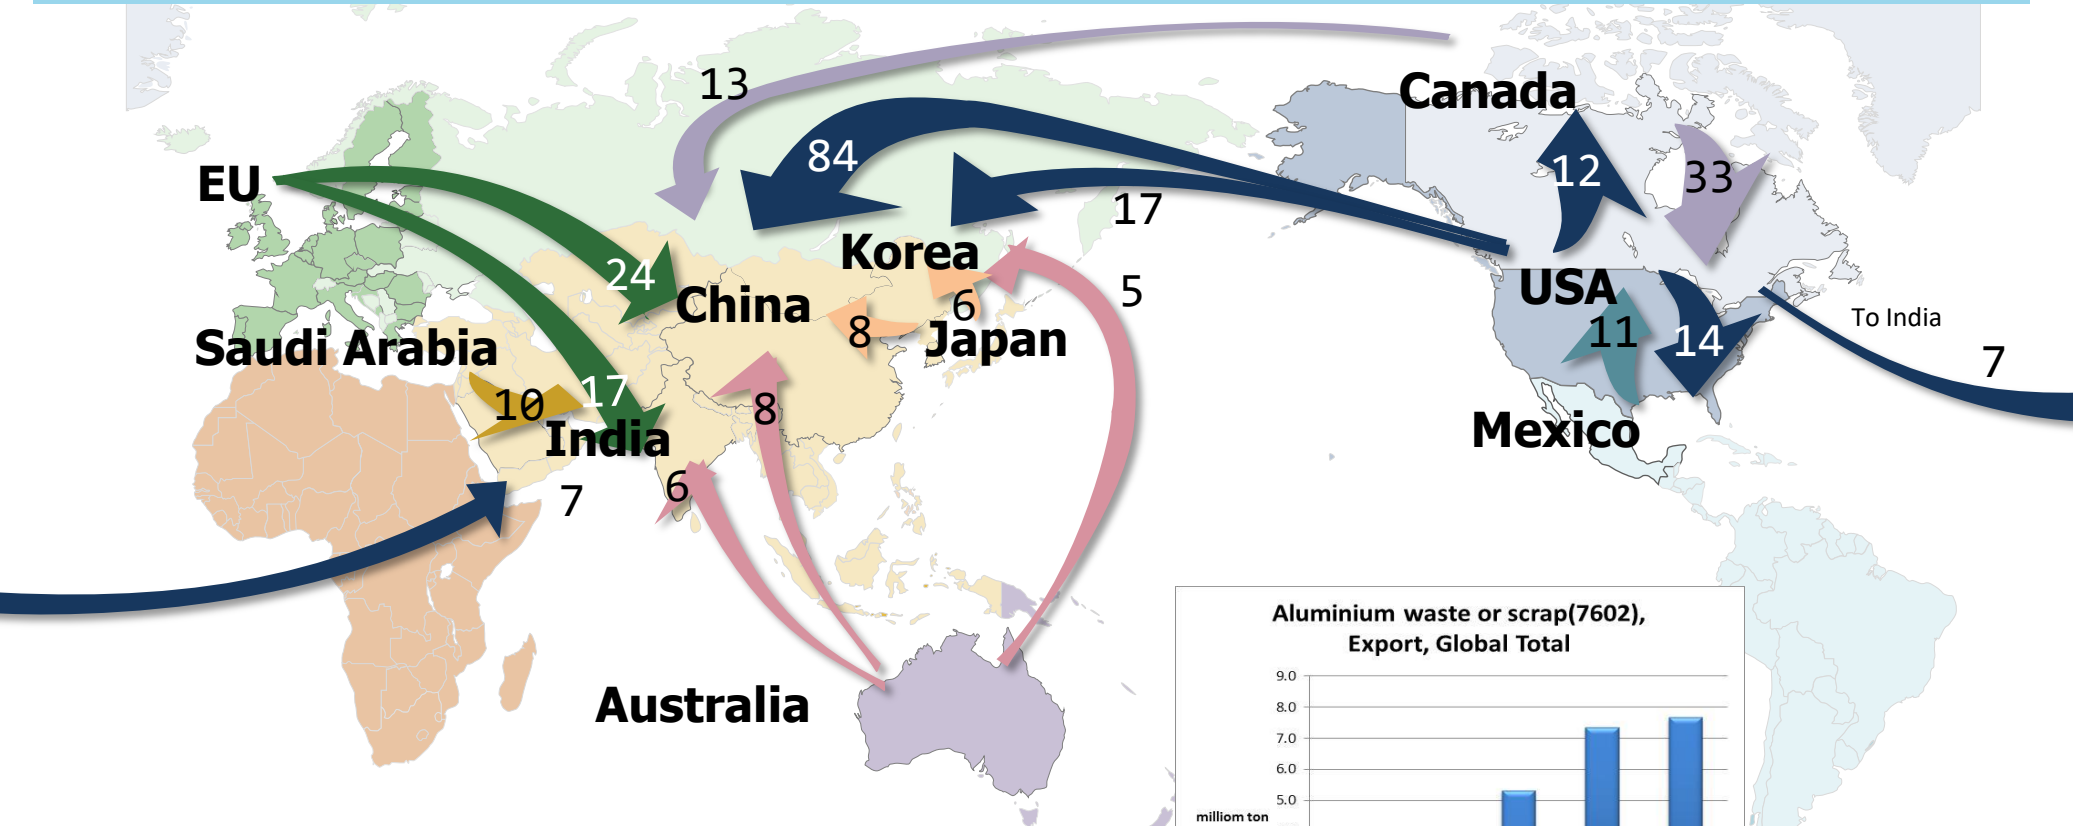 13
Canada
84
12
33
EU
17
Korea
24
USA
5
China
6
To India
8
11
14
Japan
Saudi Arabia
7
17
10
8
Mexico
India
6
7
Aluminium waste or scrap(7602),
Export, Global Total
9.0
8.0
7.0
6.0
5.0
milliom ton
Australia